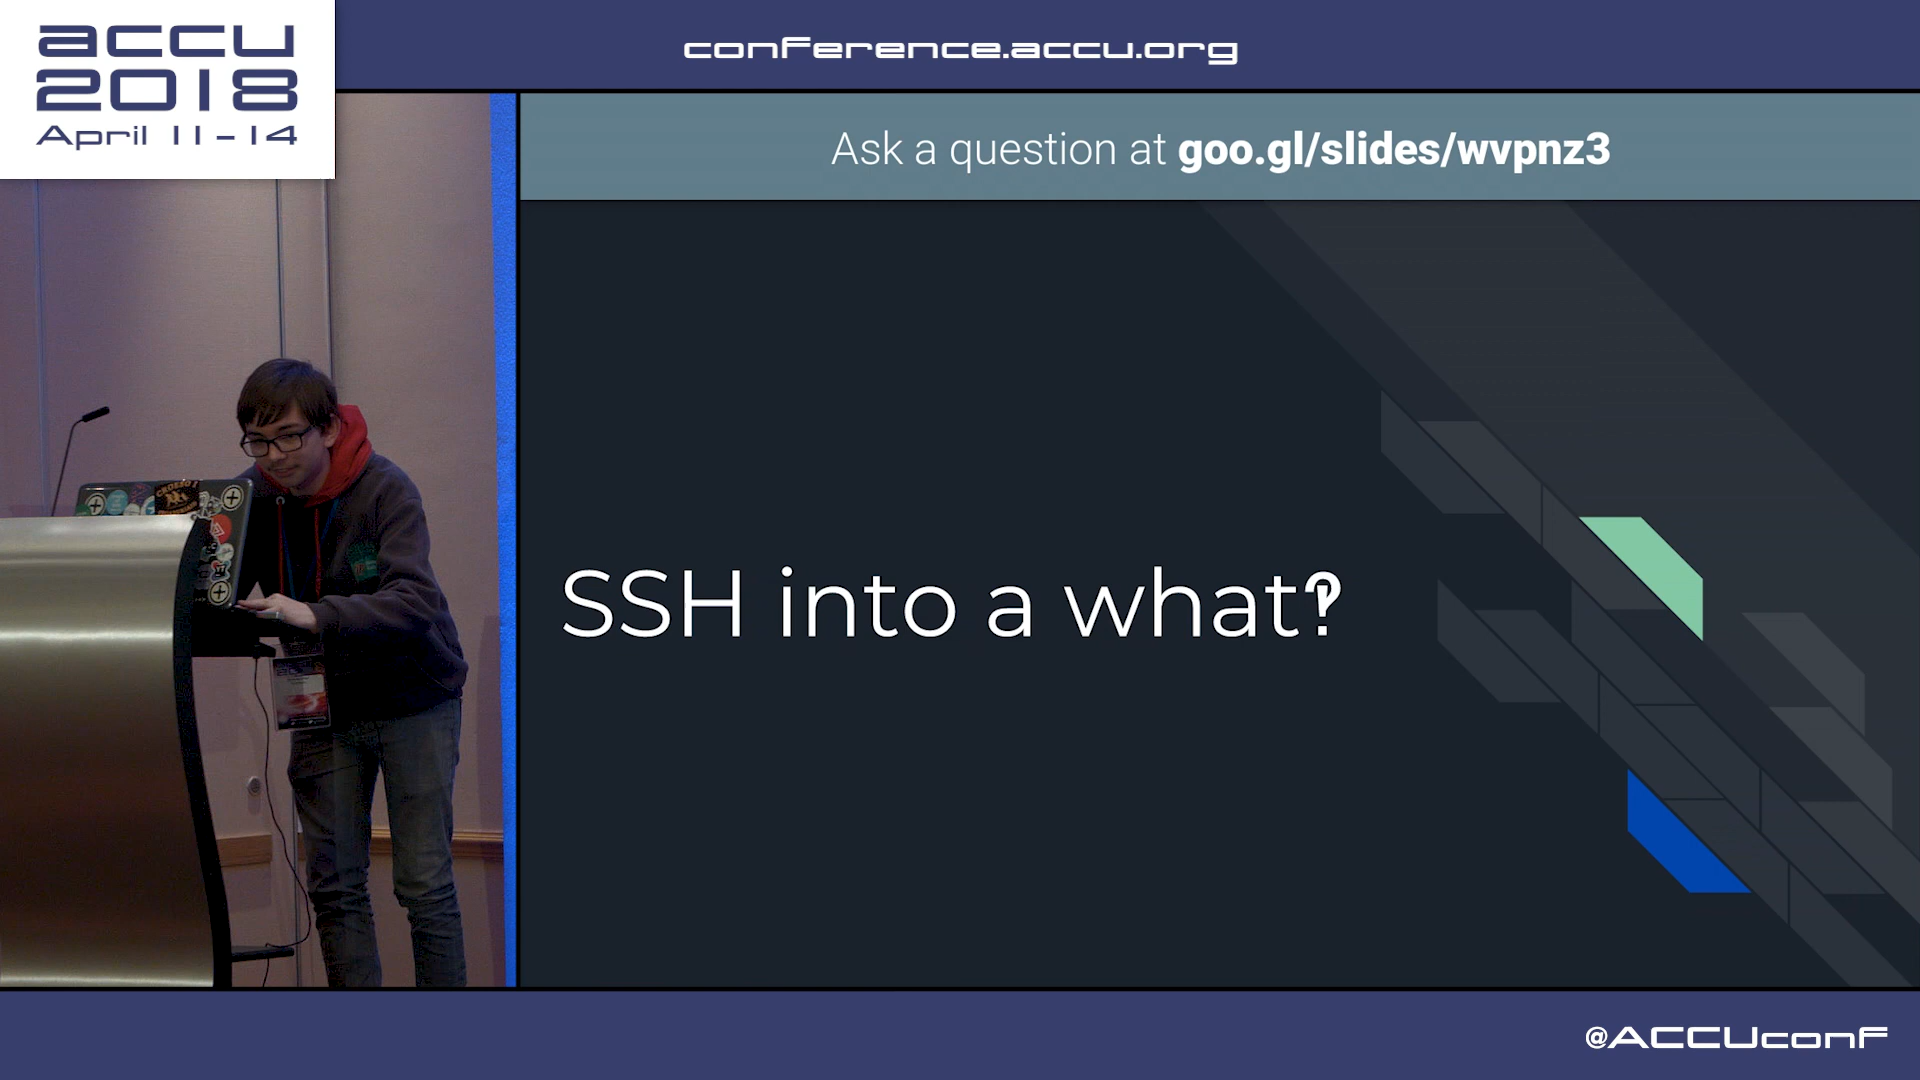 accu
2018
April 11-14
conference.accu.org
Ask a question at goo.gl/slides/wvpnz3
SSH into a what‽
@ACCUconf